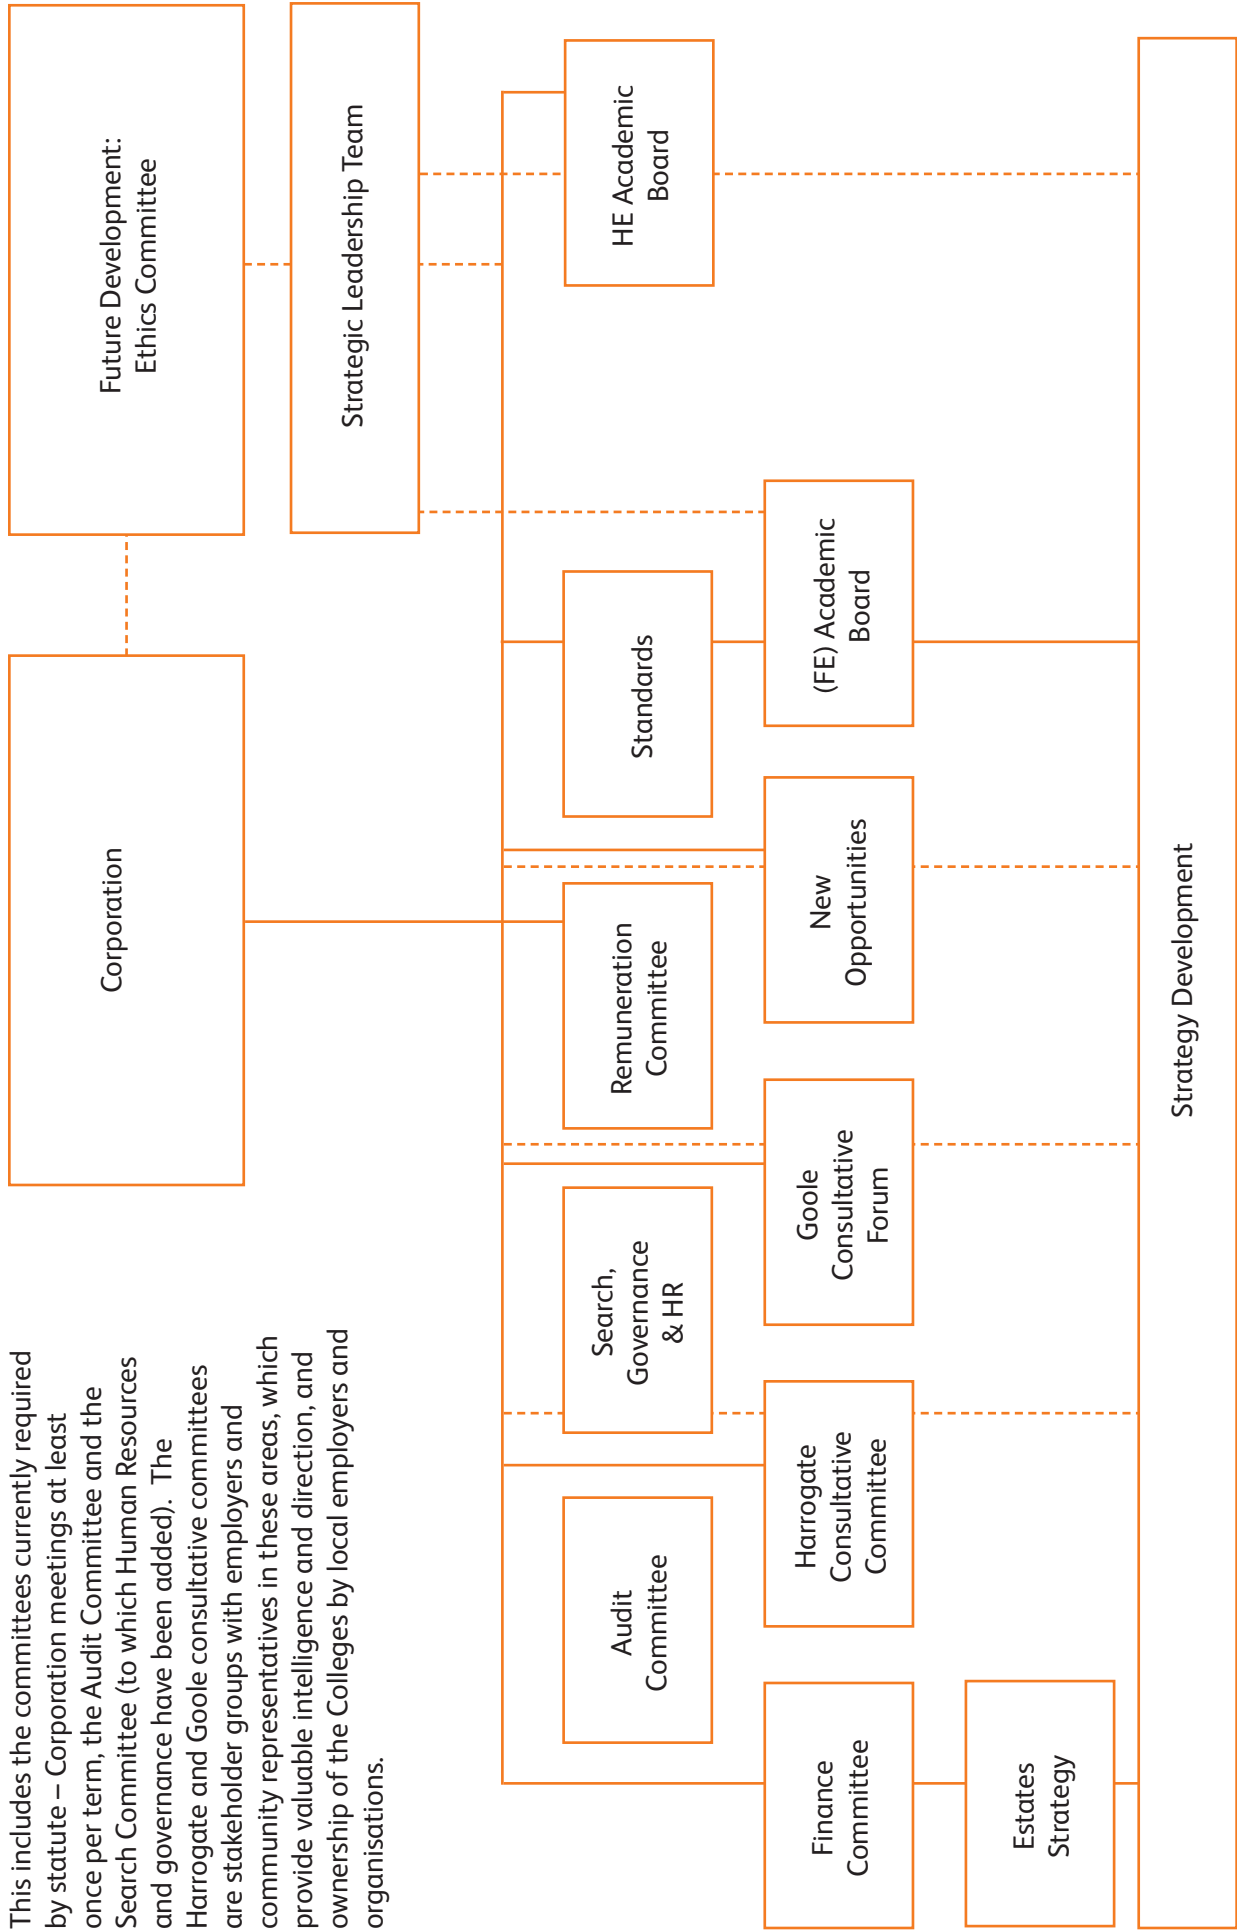 This includes the committees currently required
by statute – Corporation meetings at least
once per term, the Audit Committee and the
Search Committee (to which Human Resources
and governance have been added).  The
Harrogate and Goole consultative committees
are stakeholder groups with employers and
community representatives in these areas, which
provide valuable intelligence and direction, and
ownership of the Colleges by local employers and
organisations.
Corporation
Future Development:
Ethics Committee
Strategic Leadership Team
Audit
Committee
Search,
Governance
& HR
Remuneration
Committee
Standards
HE Academic
Board
Finance
Committee
Harrogate
Consultative
Committee
Goole
Consultative
Forum
New
Opportunities
(FE) Academic
Board
Estates
Strategy
Strategy Development